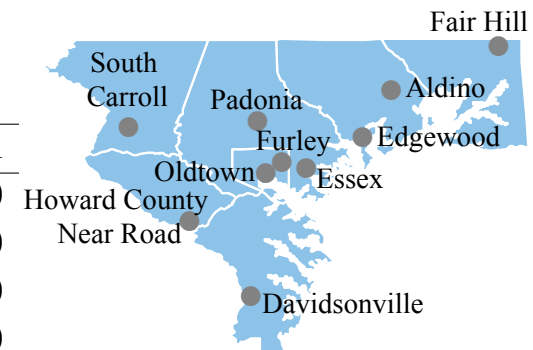 Fair Hill
South
Carroll
Aldino
Padonia
Furley
Edgewood
Oldtown
Essex
Howard County
Near Road
Davidsonville